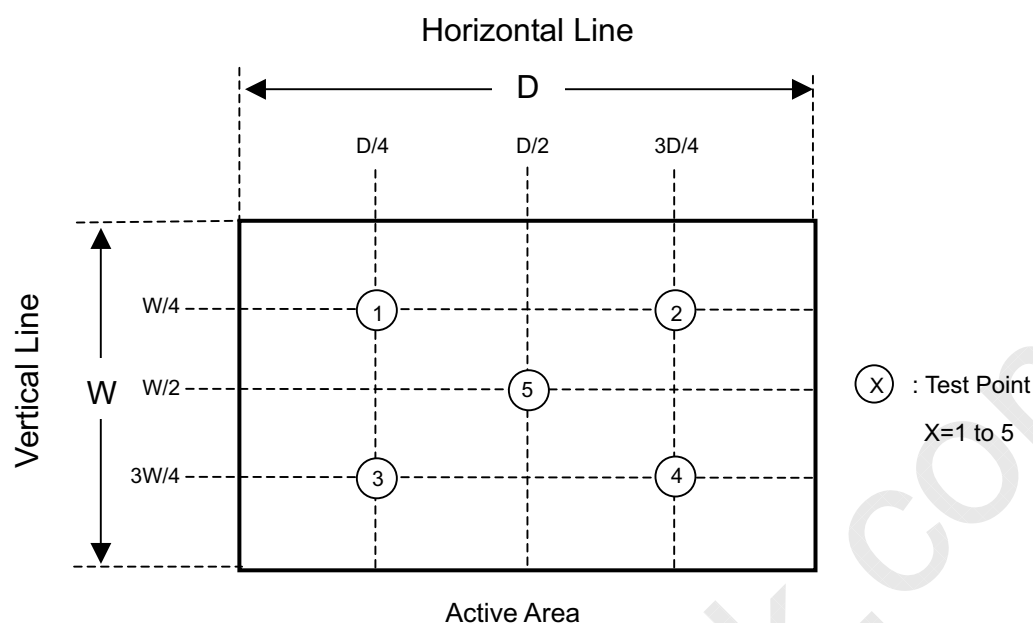 Horizontal Line
D
D/4 D/2 3D/4
Vertical Line
W
W/4
W/2
3W/4
1 2
5
3 4
X : Test Point
X=1 to 5
Active Area